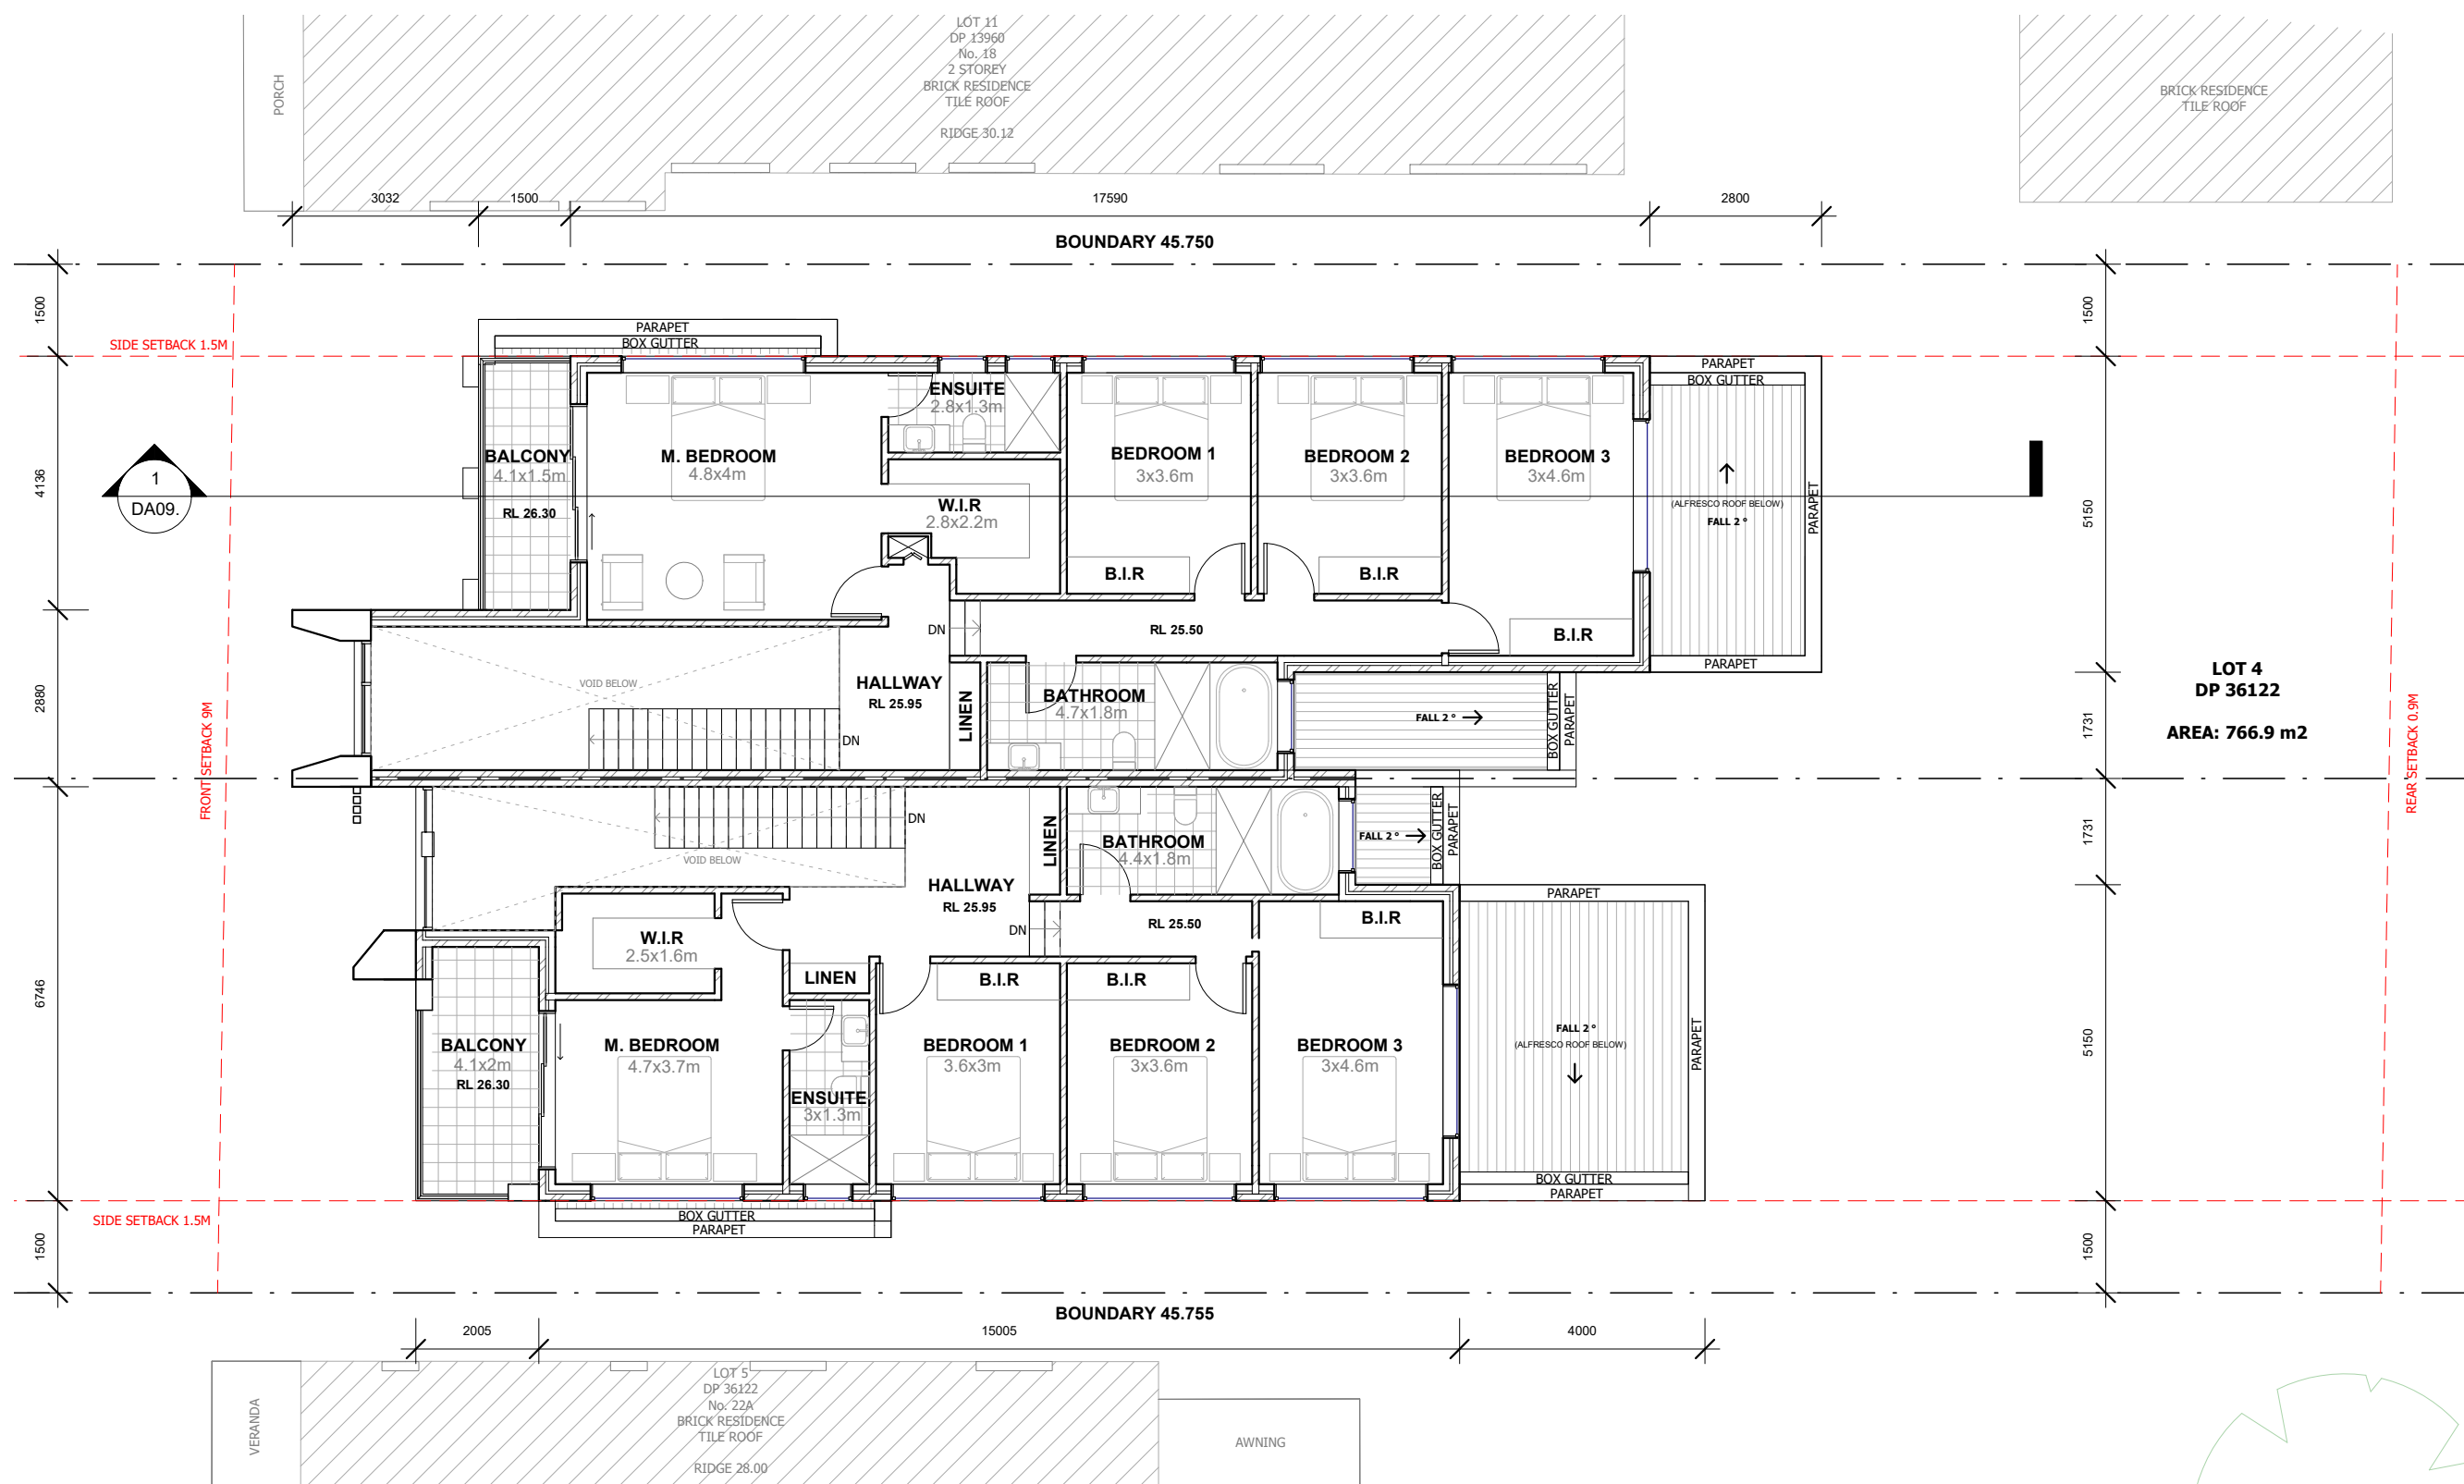 LOT 11
DP 13960
No. 18
2 STOREY
BRICK RESIDENCE
TILE ROOF
RIDGE 30.12
PORCH
BRICK RESIDENCE
TILE ROOF
3032
1500
17590
2800
BOUNDARY 45.750
1500
4136
2880
6746
1500
SIDE SETBACK 1.5M
FRONT SETBACK 9M
SIDE SETBACK 1.5M
1
DA09.
PARAPET
BOX GUTTER
BALCONY
4.1x1.5m
RL 26.30
M. BEDROOM
4.8x4m
ENSUITE
2.8x1.3m
W.I.R
2.8x2.2m
BEDROOM 1
3x3.6m
B.I.R
BEDROOM 2
3x3.6m
B.I.R
BEDROOM 3
3x4.6m
B.I.R
PARAPET
BOX GUTTER
(ALFRESCO ROOF BELOW)
FALL 2 °
PARAPET
PARAPET
DN
RL 25.50
VOID BELOW
HALLWAY
RL 25.95
DN
LINEN
BATHROOM
4.7x1.8m
FALL 2 °
BOX GUTTER
PARAPET
1500
5150
1731
1731
5150
1500
LOT 4
DP 36122
AREA: 766.9 m2
REAR SETBACK 0.9M
DN
VOID BELOW
LINEN
BATHROOM
4.4x1.8m
FALL 2 °
BOX GUTTER
PARAPET
HALLWAY
RL 25.95
DN
RL 25.50
W.I.R
2.5x1.6m
LINEN
B.I.R
B.I.R
B.I.R
BALCONY
4.1x2m
RL 26.30
M. BEDROOM
4.7x3.7m
ENSUITE
3x1.3m
BEDROOM 1
3.6x3m
BEDROOM 2
3x3.6m
BEDROOM 3
3x4.6m
PARAPET
FALL 2 °
(ALFRESCO ROOF BELOW)
PARAPET
BOX GUTTER
PARAPET
BOX GUTTER
PARAPET
BOUNDARY 45.755
2005
15005
4000
VERANDA
LOT 5
DP 36122
No. 22A
BRICK RESIDENCE
TILE ROOF
RIDGE 28.00
AWNING